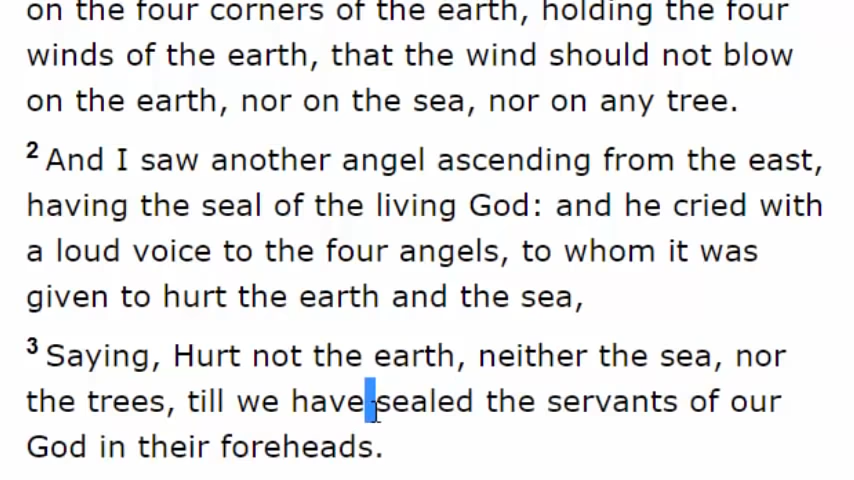 on the four corners of the earth, holding the four
winds of the earth, that the wind should not blow
on the earth, nor on the sea, nor on any tree.
2 And I saw another angel ascending from the east,
having the seal of the living God: and he cried with
a loud voice to the four angels, to whom it was
given to hurt the earth and the sea,
3 Saying, Hurt not the earth, neither the sea, nor
the trees, till we have sealed the servants of our
God in their foreheads.